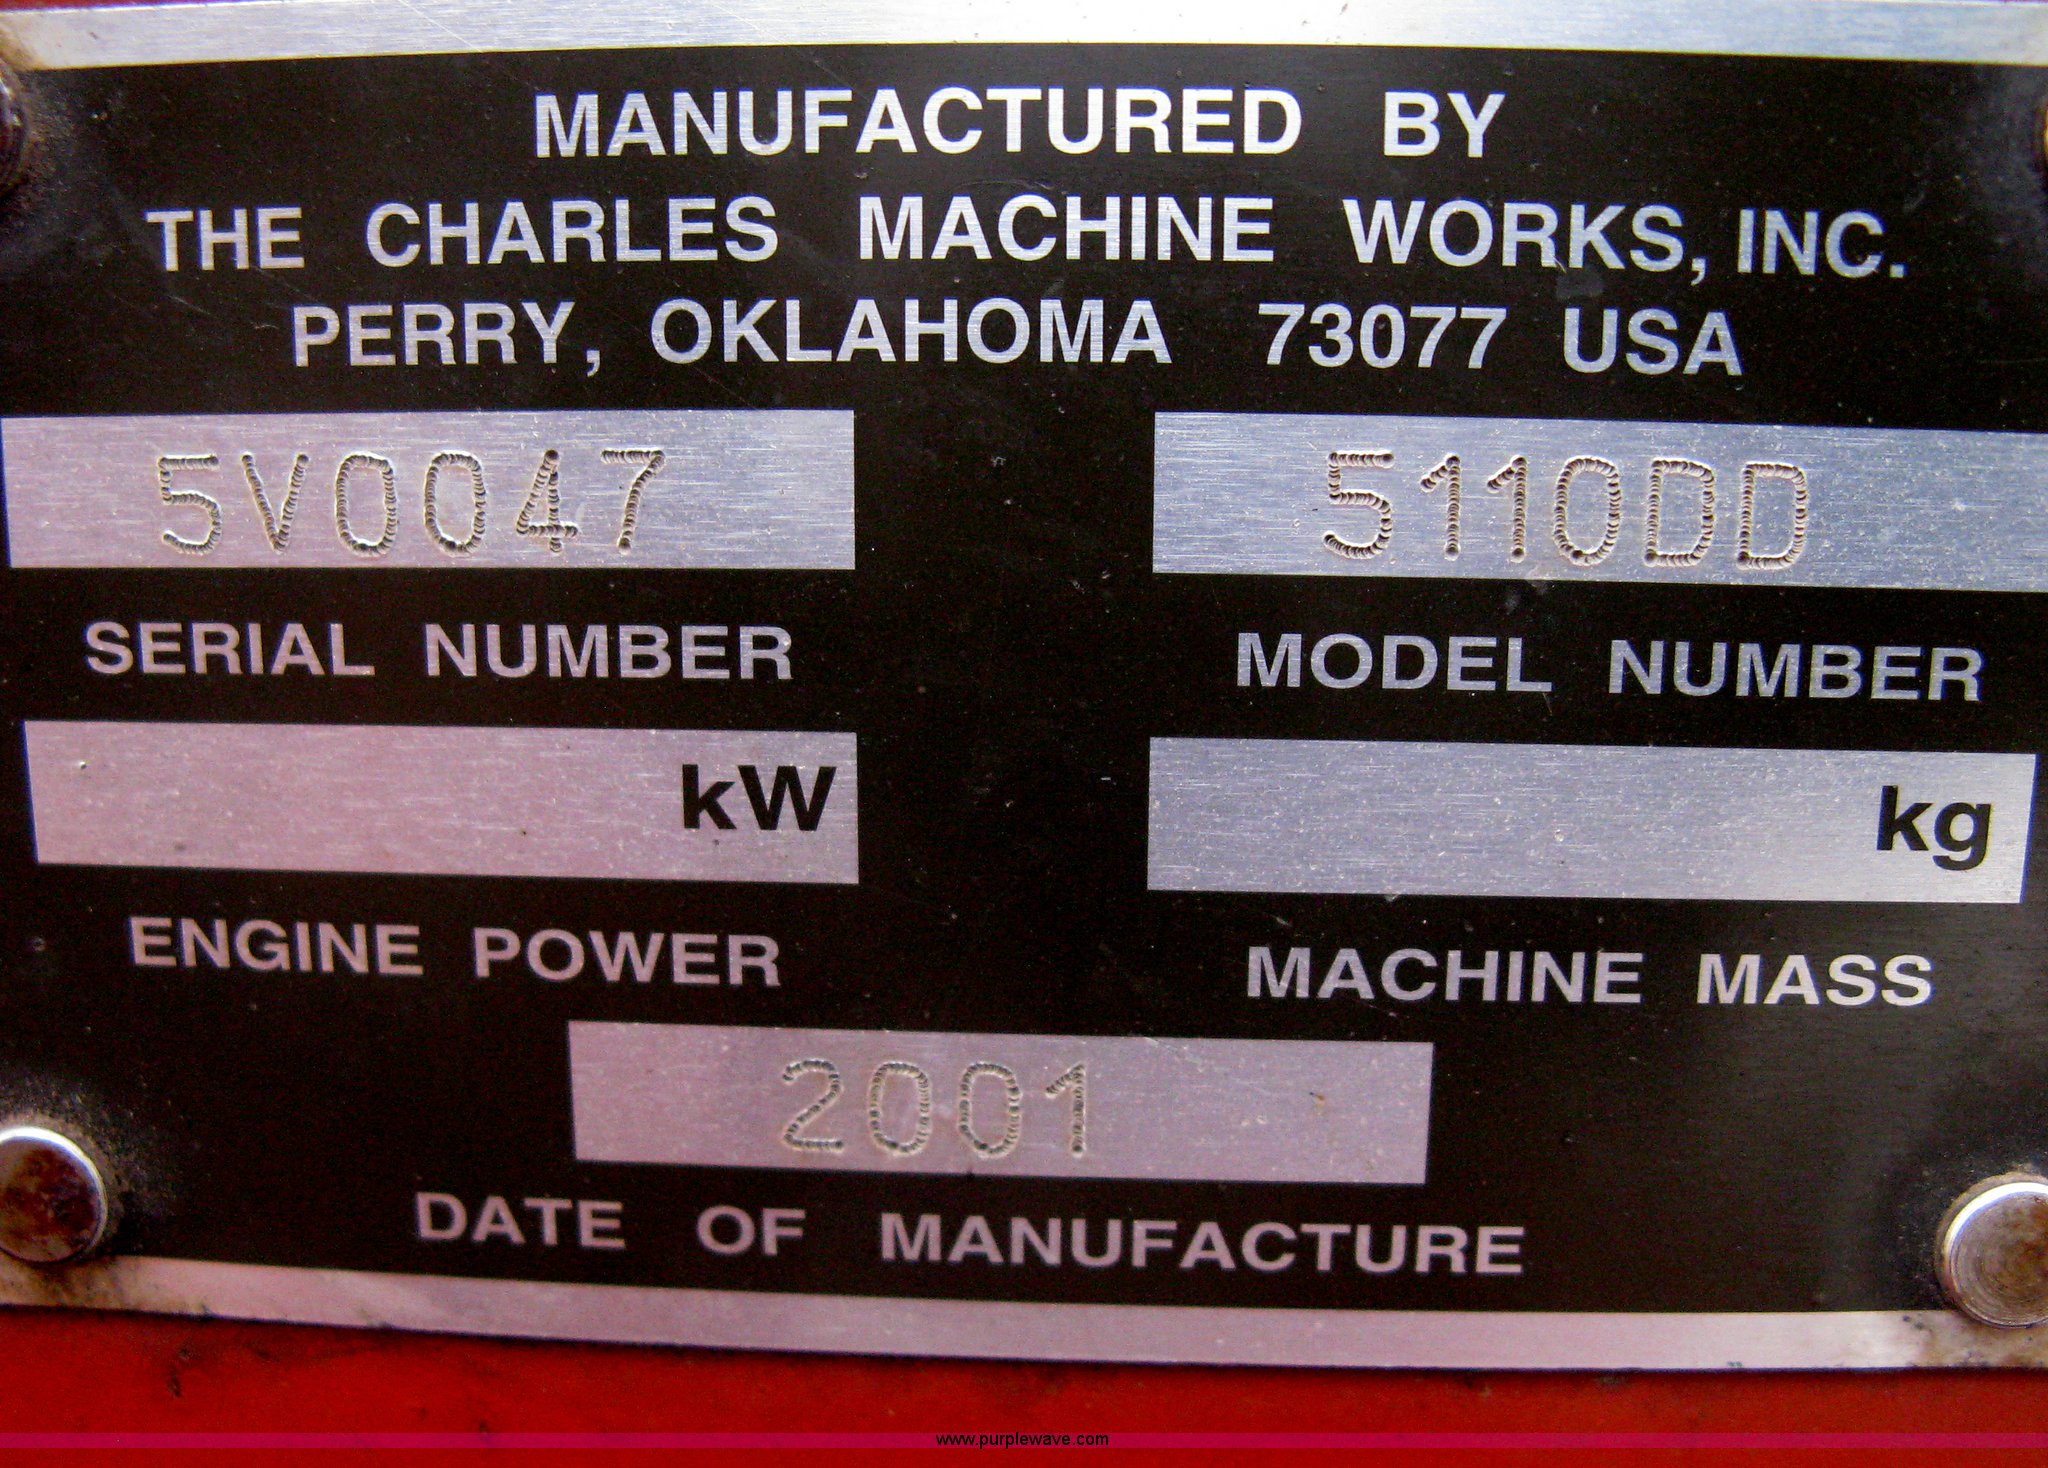 MANUFACTURED BY
THE CHARLES MACHINE WORKS, INC.
PERRY, OKLAHOMA 73077 USA
5V0047 5110DD
SERIAL NUMBER MODEL NUMBER
kW kg
ENGINE POWER MACHINE MASS
2001
DATE OF MANUFACTURE
www.purplewave.com